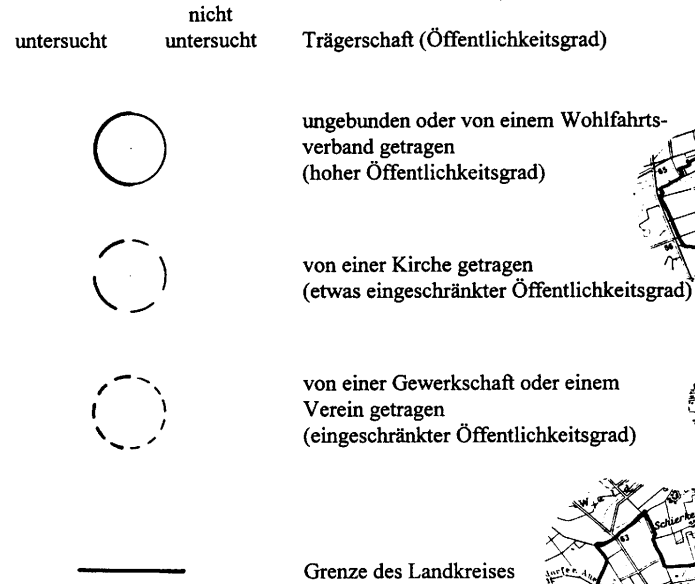 nicht
untersucht untersucht Trägerschaft (Öffentlichkeitsgrad)
ungebunden oder von einem Wohlfahrts-
verband getragen
(hoher Öffentlichkeitsgrad)
von einer Kirche getragen
(etwas eingeschränkter Öffentlichkeitsgrad)
von einer Gewerkschaft oder einem
Verein getragen
(eingeschränkter Öffentlichkeitsgrad)
63
Grenze des Landkreises